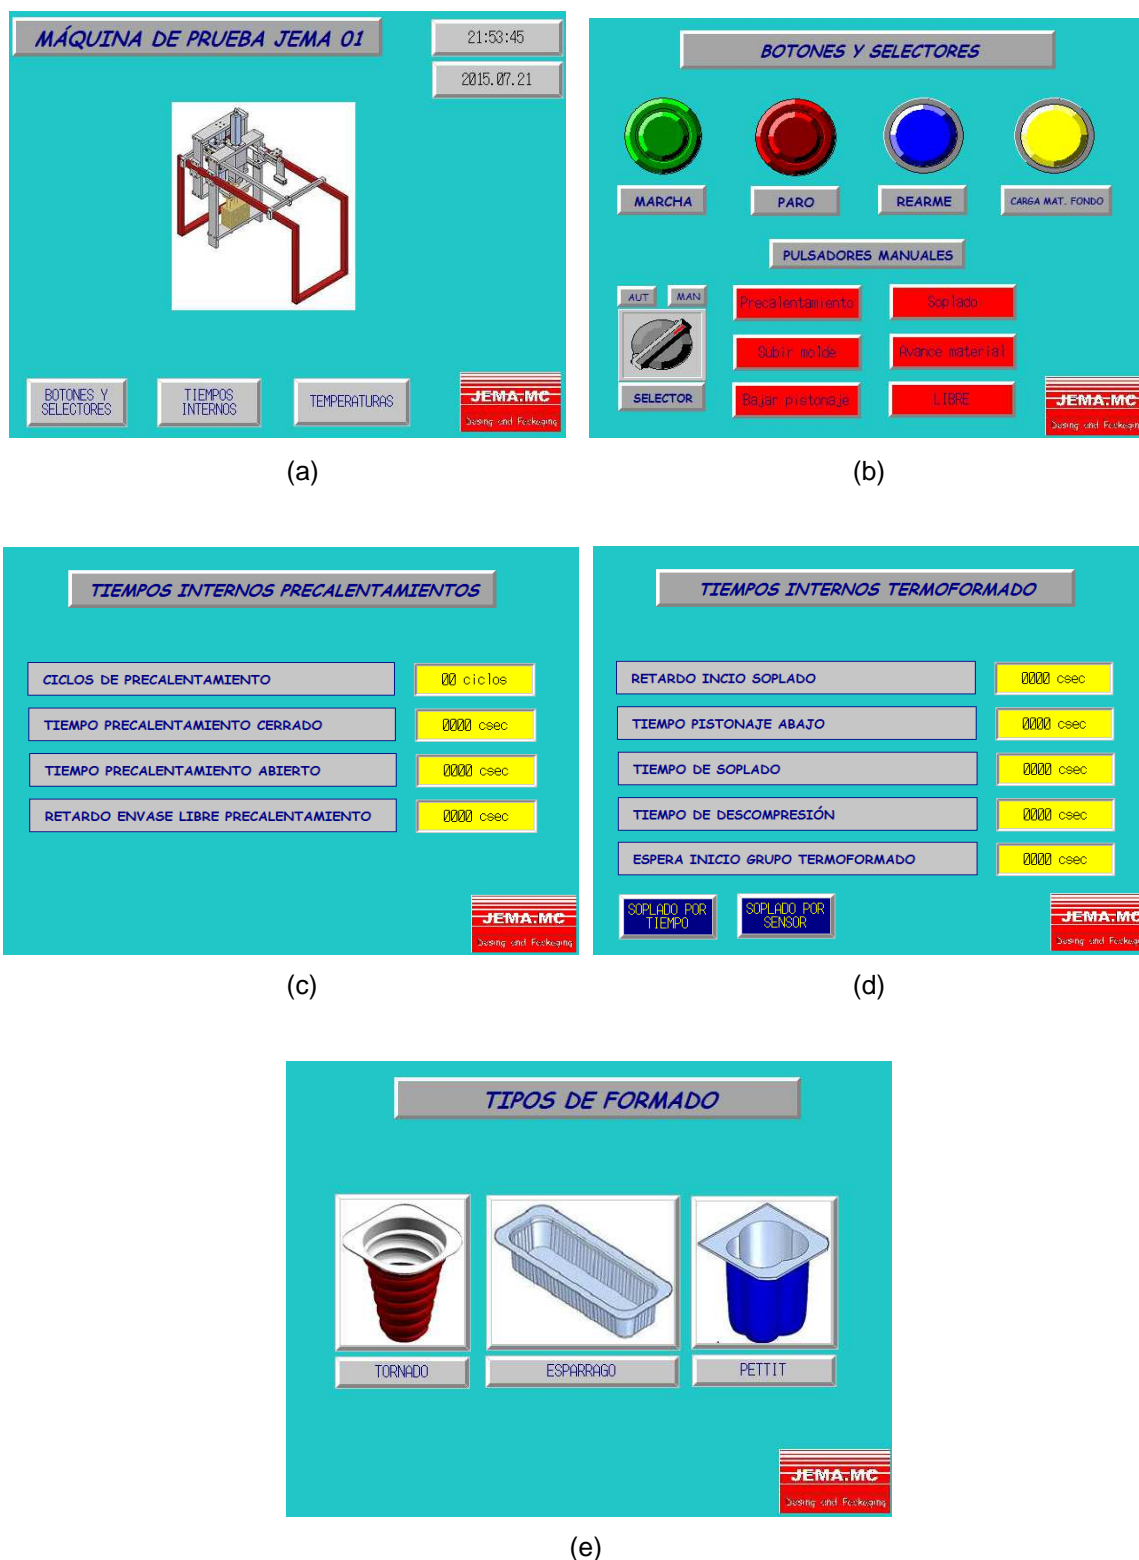 MÁQUINA DE PRUEBA JEMA 01
21:53:45
2015.07.21
BOTONES Y
SELECTORES
TIEMPOS
INTERNOS
TEMPERATURAS
JEMA.MC
(a)
BOTONES Y SELECTORES
MARCHA
PARO
REARME
CARGA MAT. FONDO
PULSADORES MANUALES
AUT
MAN
Precalentamiento
Soplado
Subir molde
Avance material
SELECTOR
Bajar pistonaje
LIBRE
JEMA.MC
(b)
TIEMPOS INTERNOS PRECALENTAMIENTOS
CICLOS DE PRECALENTAMIENTO
00 ciclos
TIEMPO PRECALENTAMIENTO CERRADO
0000 csec
TIEMPO PRECALENTAMIENTO ABIERTO
0000 csec
RETARDO ENVASE LIBRE PRECALENTAMIENTO
0000 csec
JEMA.MC
(c)
TIEMPOS INTERNOS TERMOFORMADO
RETARDO INCIO SOPLADO
0000 csec
TIEMPO PISTONAJE ABAJO
0000 csec
TIEMPO DE SOPLADO
0000 csec
TIEMPO DE DESCOMPRESIÓN
0000 csec
ESPERA INICIO GRUPO TERMOFORMADO
0000 csec
SOPLADO POR
TIEMPO
SOPLADO POR
SENSOR
JEMA.MC
(d)
TIPOS DE FORMADO
TORNADO
ESPARRAGO
PETTIT
JEMA.MC
(e)